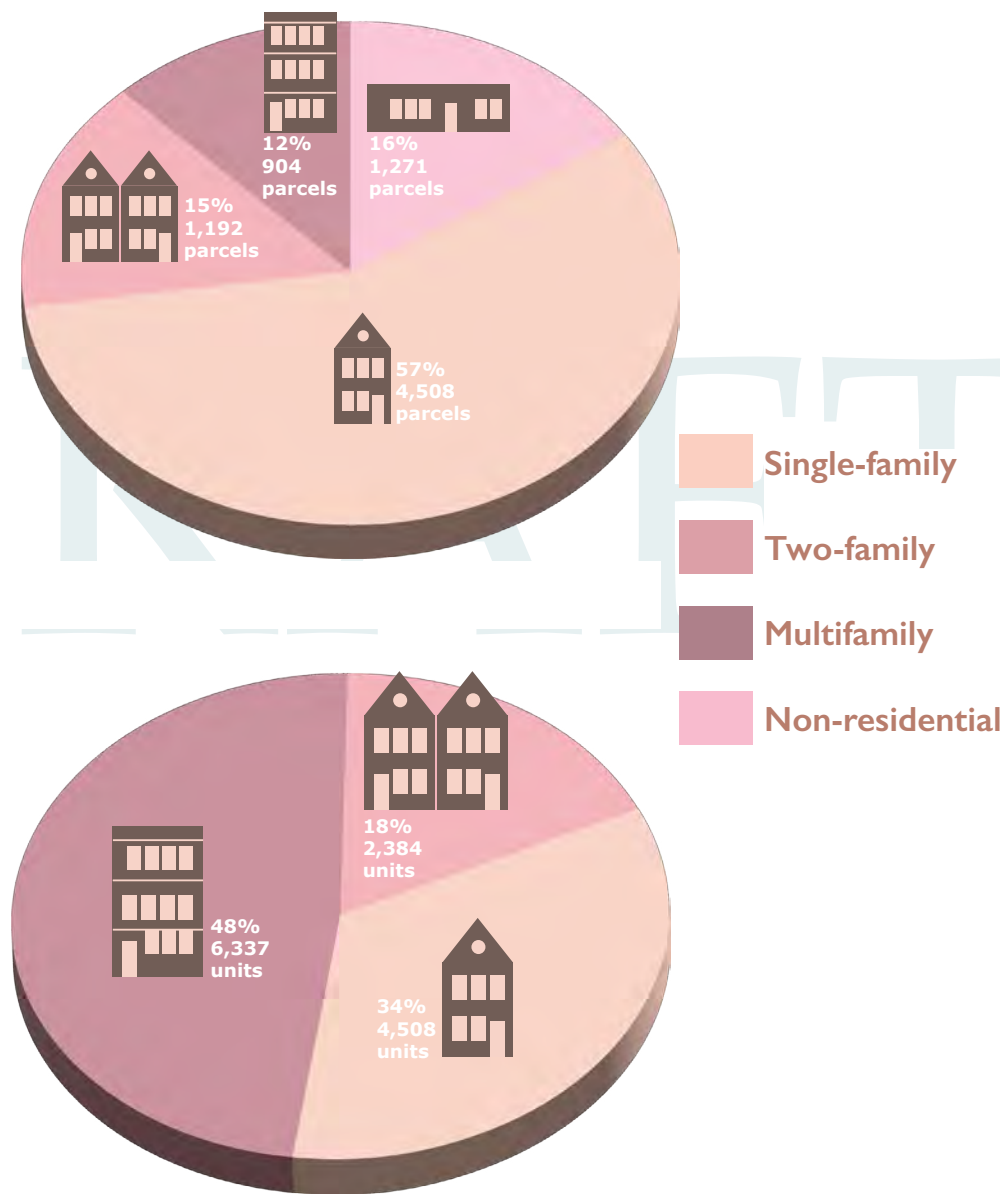 12%
904
parcels
16%
1,271
parcels
15%
1,192
parcels
57%
4,508
parcels
Single-family
Two-family
Multifamily
Non-residential
18%
2,384
units
48%
6,337
units
34%
4,508
units